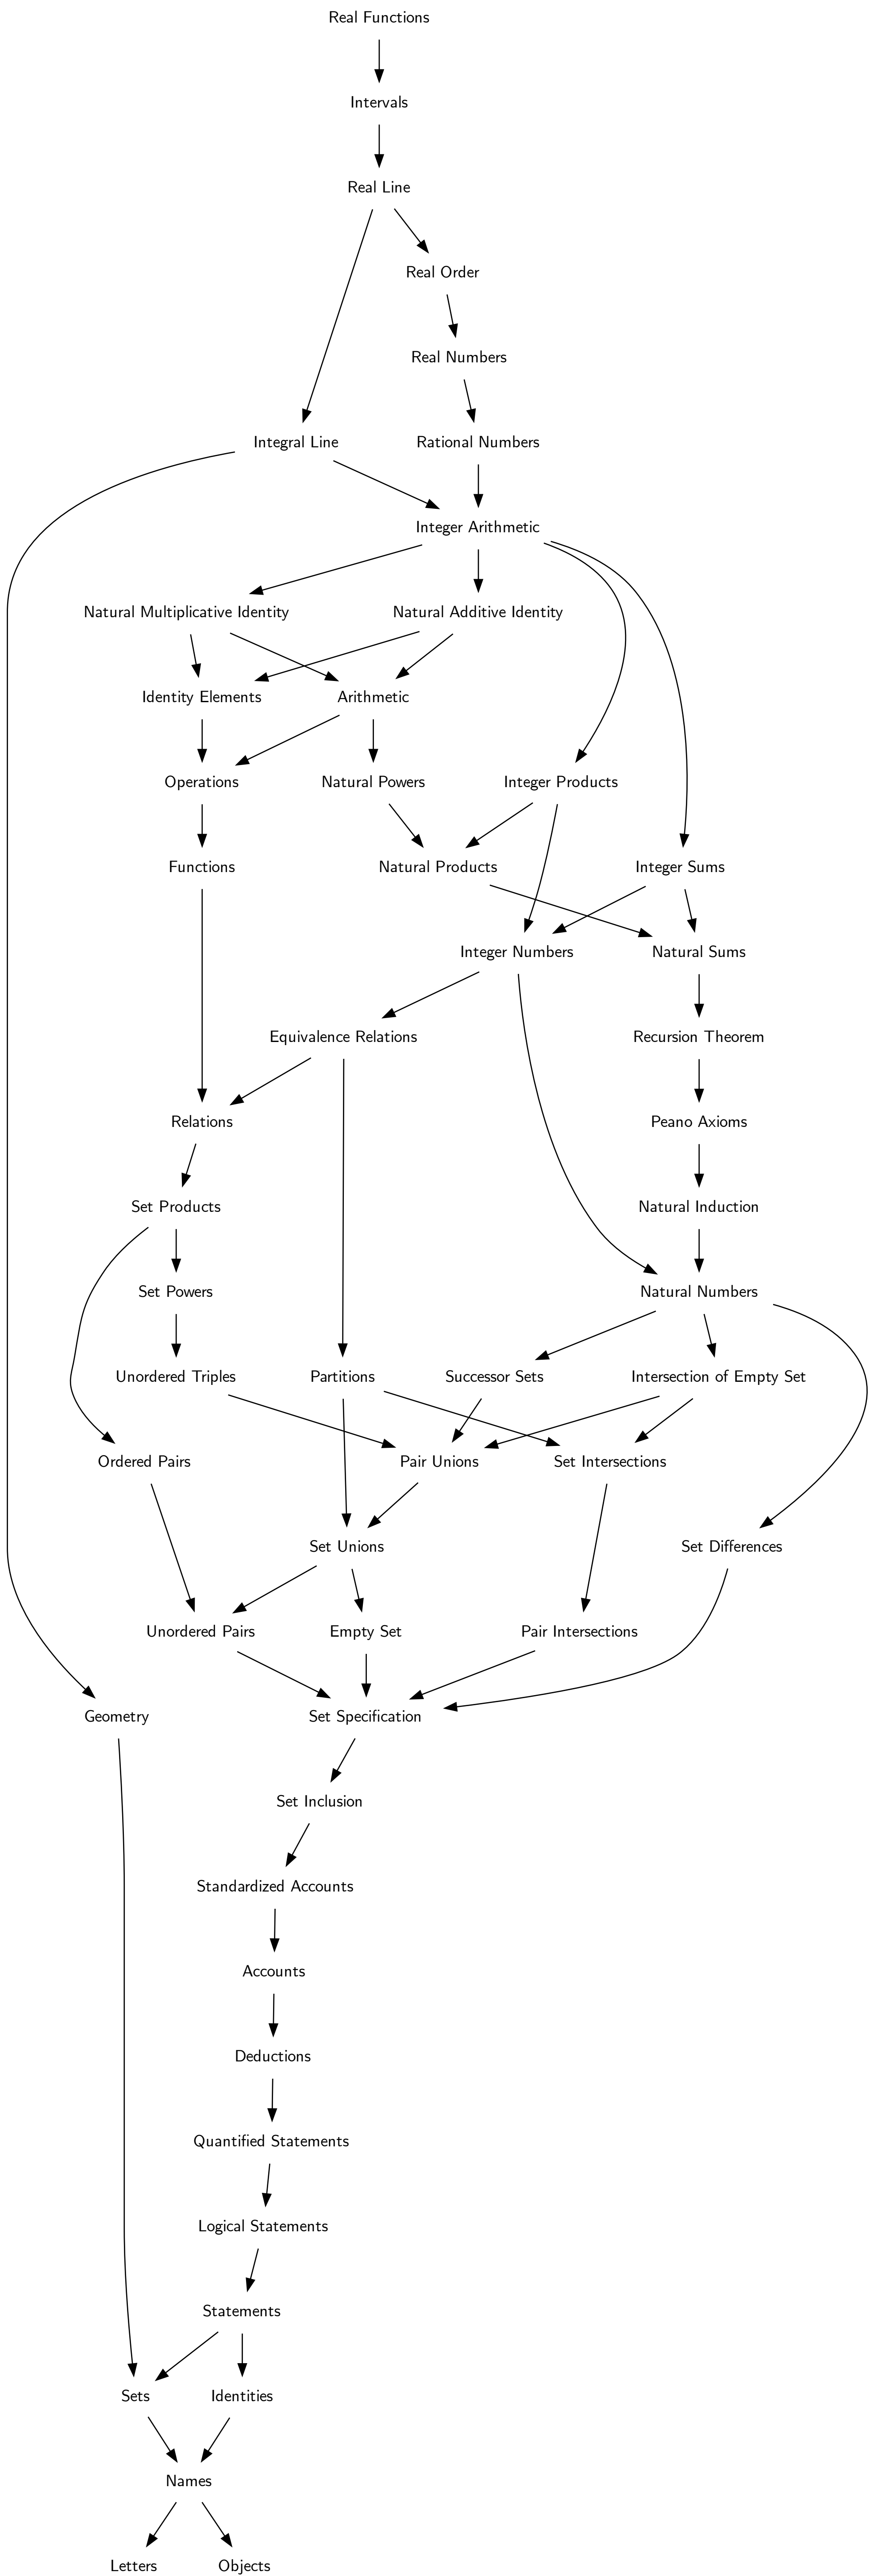 Real Functions
Intervals
Real Line
Real Order
Real Numbers
Integral Line
Rational Numbers
Integer Arithmetic
Natural Multiplicative Identity
Natural Additive Identity
Identity Elements
Arithmetic
Operations
Natural Powers
Integer Products
Functions
Natural Products
Integer Sums
Integer Numbers
Natural Sums
Equivalence Relations
Recursion Theorem
Relations
Peano Axioms
Set Products
Natural Induction
Set Powers
Natural Numbers
Unordered Triples
Partitions
Successor Sets
Intersection of Empty Set
Ordered Pairs
Pair Unions
Set Intersections
Set Unions
Set Differences
Unordered Pairs
Empty Set
Pair Intersections
Geometry
Set Specification
Set Inclusion
Standardized Accounts
Accounts
Deductions
Quantified Statements
Logical Statements
Statements
Sets
Identities
Names
Letters
Objects